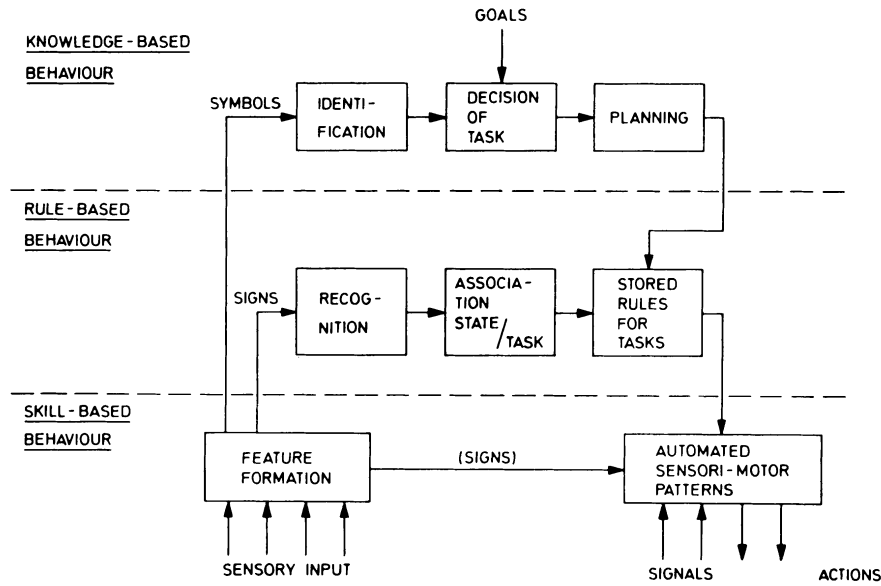 GOALS
KNOWLEDGE-BASED
BEHAVIOUR
SYMBOLS
IDENTI-
FICATION
DECISION
OF
TASK
PLANNING
RULE-BASED
BEHAVIOUR
SIGNS
RECOG-
NITION
ASSOCIA-
TION
STATE/
TASK
STORED
RULES
FOR
TASKS
SKILL-BASED
BEHAVIOUR
FEATURE
FORMATION
(SIGNS)
AUTOMATED
SENSORI-MOTOR
PATTERNS
SENSORY INPUT
SIGNALS
ACTIONS